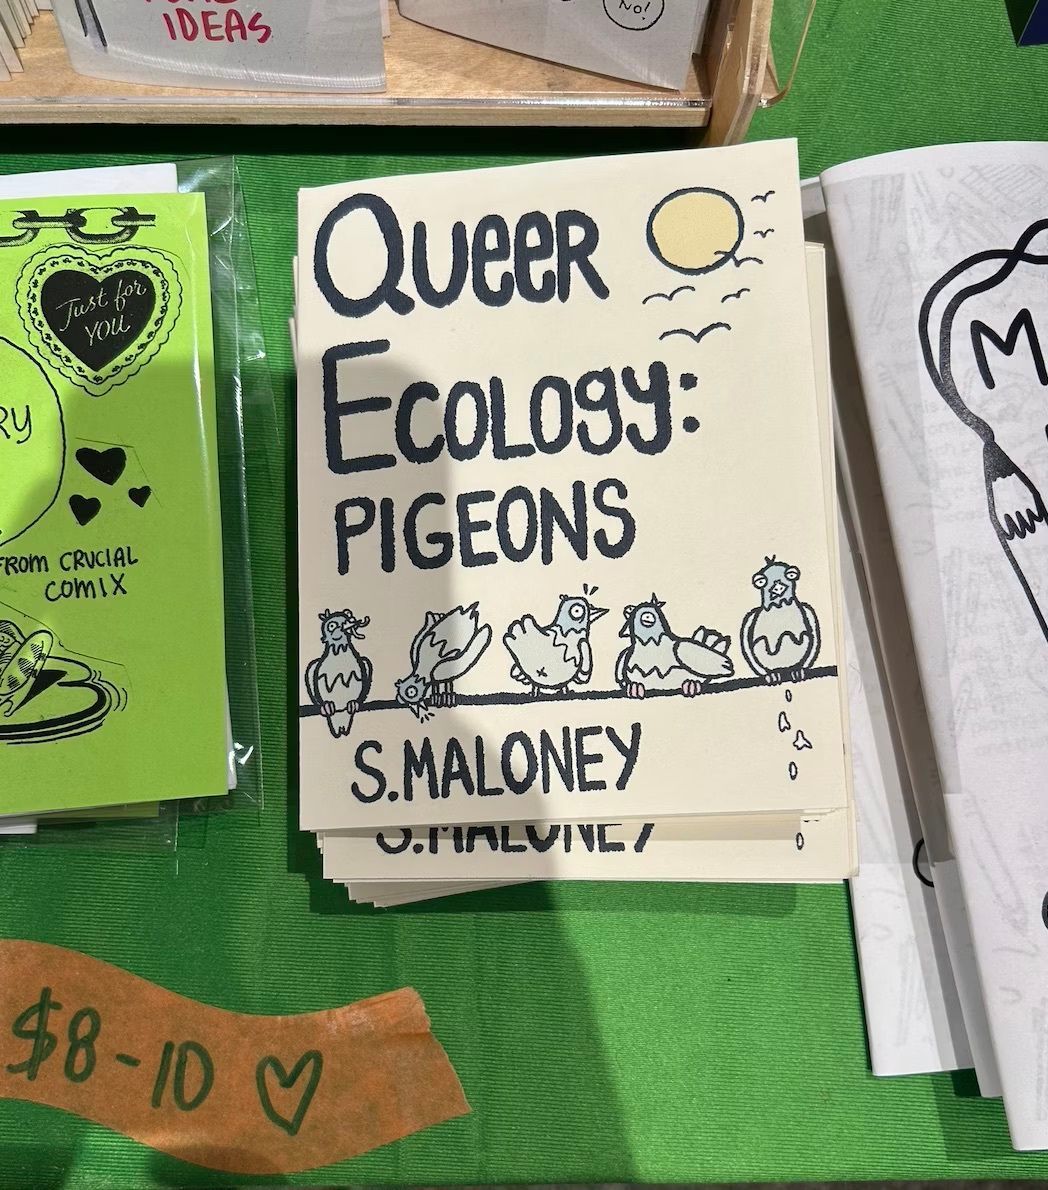 IDEAS
NO!
Just for
YOU
RY
FROM CRUCIAL
COMIX
QUEER
ECOLOGY:
PIGEONS
S.MALONEY
S.MALONEY
$8-10
M